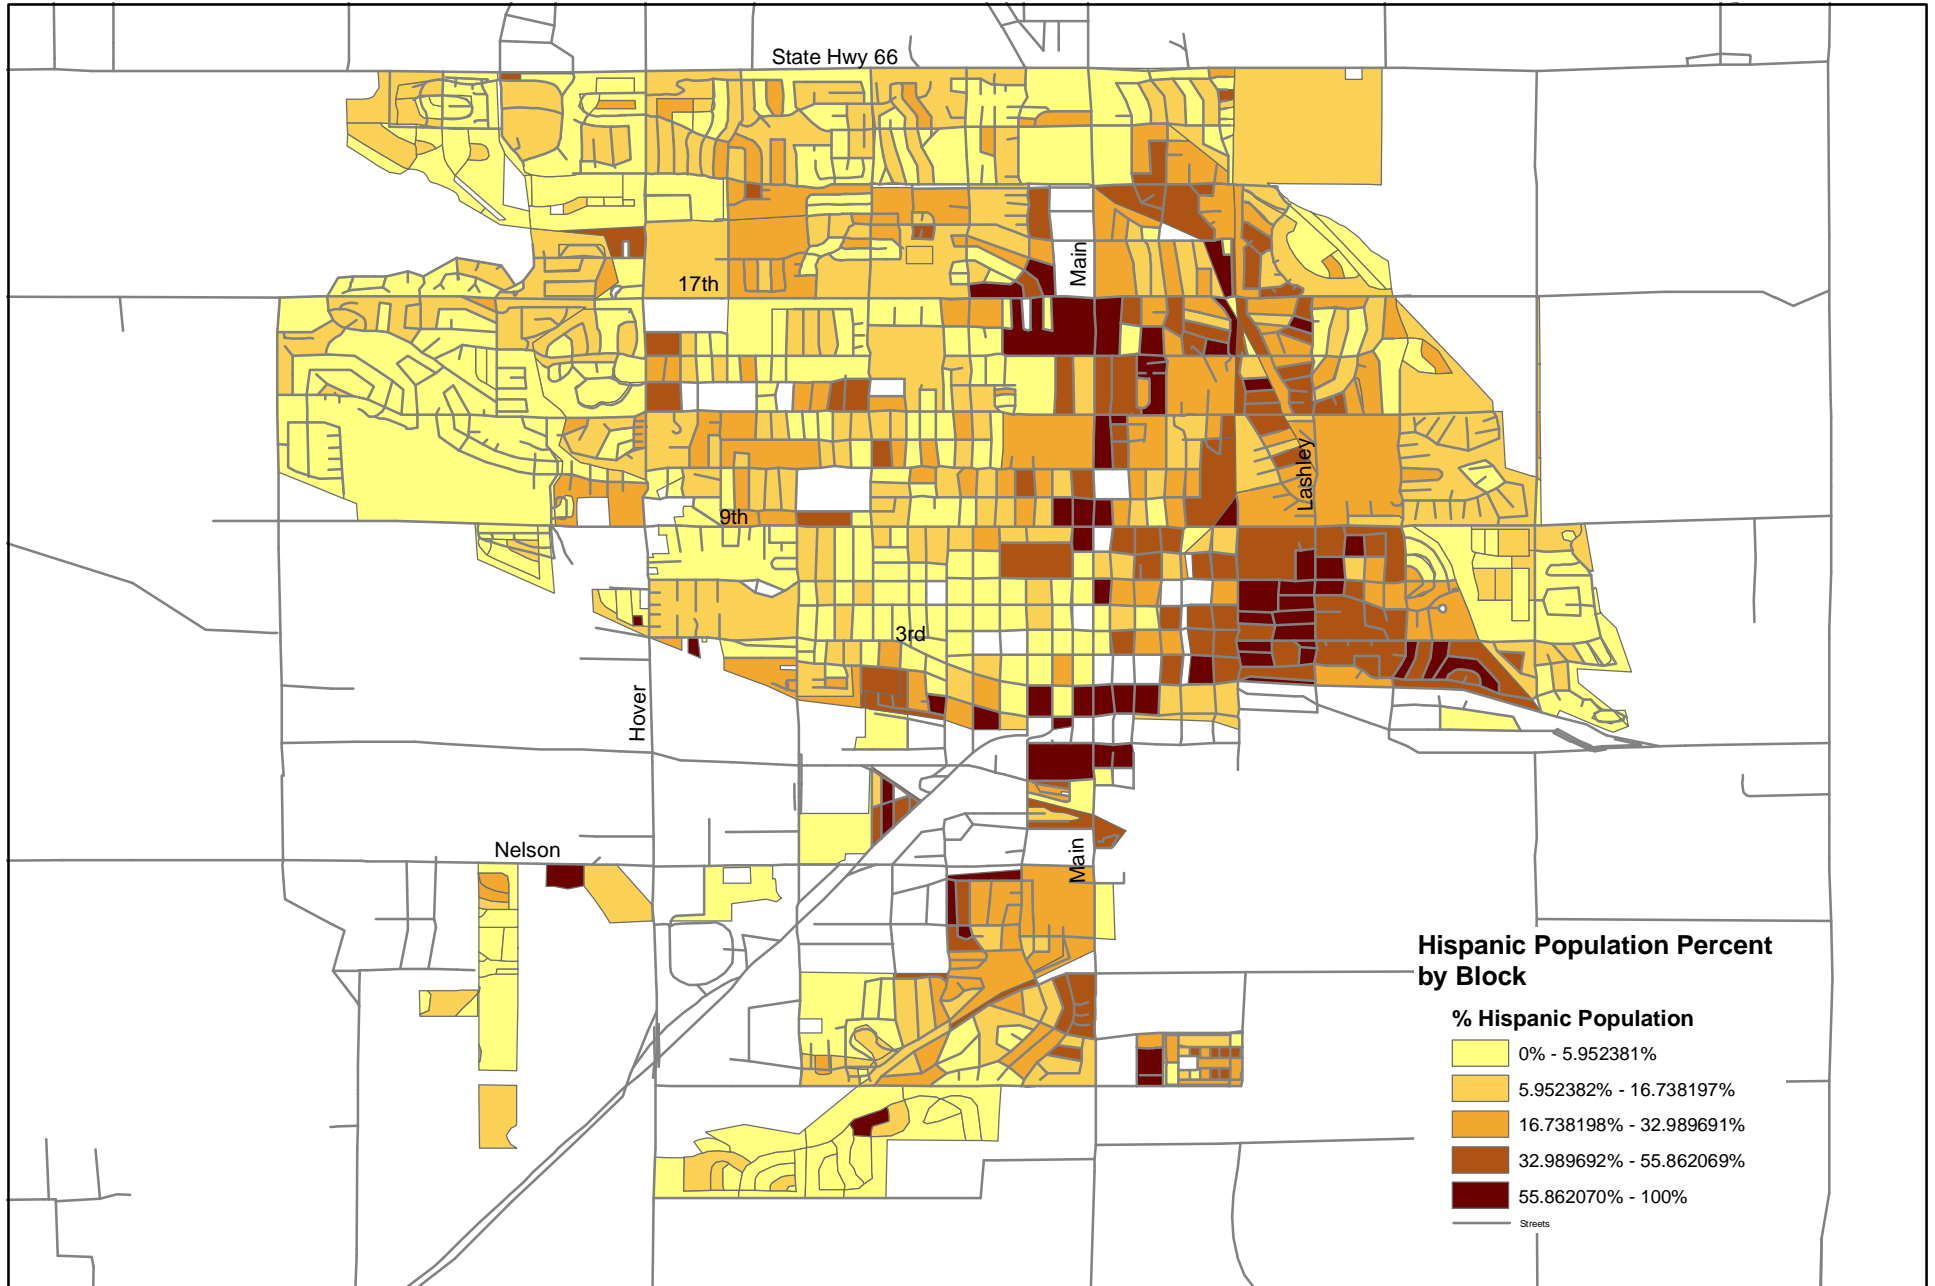 State Hwy 66
Main
17th
Lashley
9th
3rd
Hover
Nelson
Main
Hispanic Population Percent
by Block
% Hispanic Population
0% - 5.952381%
5.952382% - 16.738197%
16.738198% - 32.989691%
32.989692% - 55.862069%
55.862070% - 100%
Streets